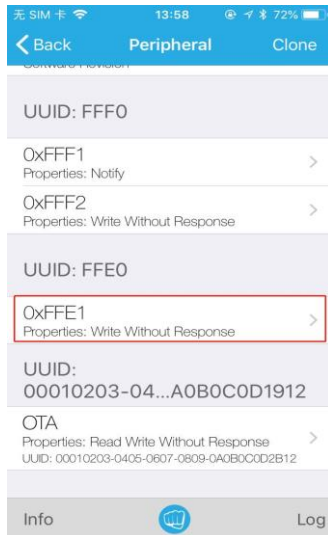 无 SIM 卡 13:58 72%
Back Peripheral Clone
UUID: FFF0
0xFFF1
Properties: Notify
0xFFF2
Properties: Write Without Response
UUID: FFE0
0xFFE1
Properties: Write Without Response
UUID:
00010203-04...A0B0C0D1912
OTA
Properties: Read Write Without Response
UUID: 00010203-0405-0607-0809-0A0B0C0D2B12
Info Log